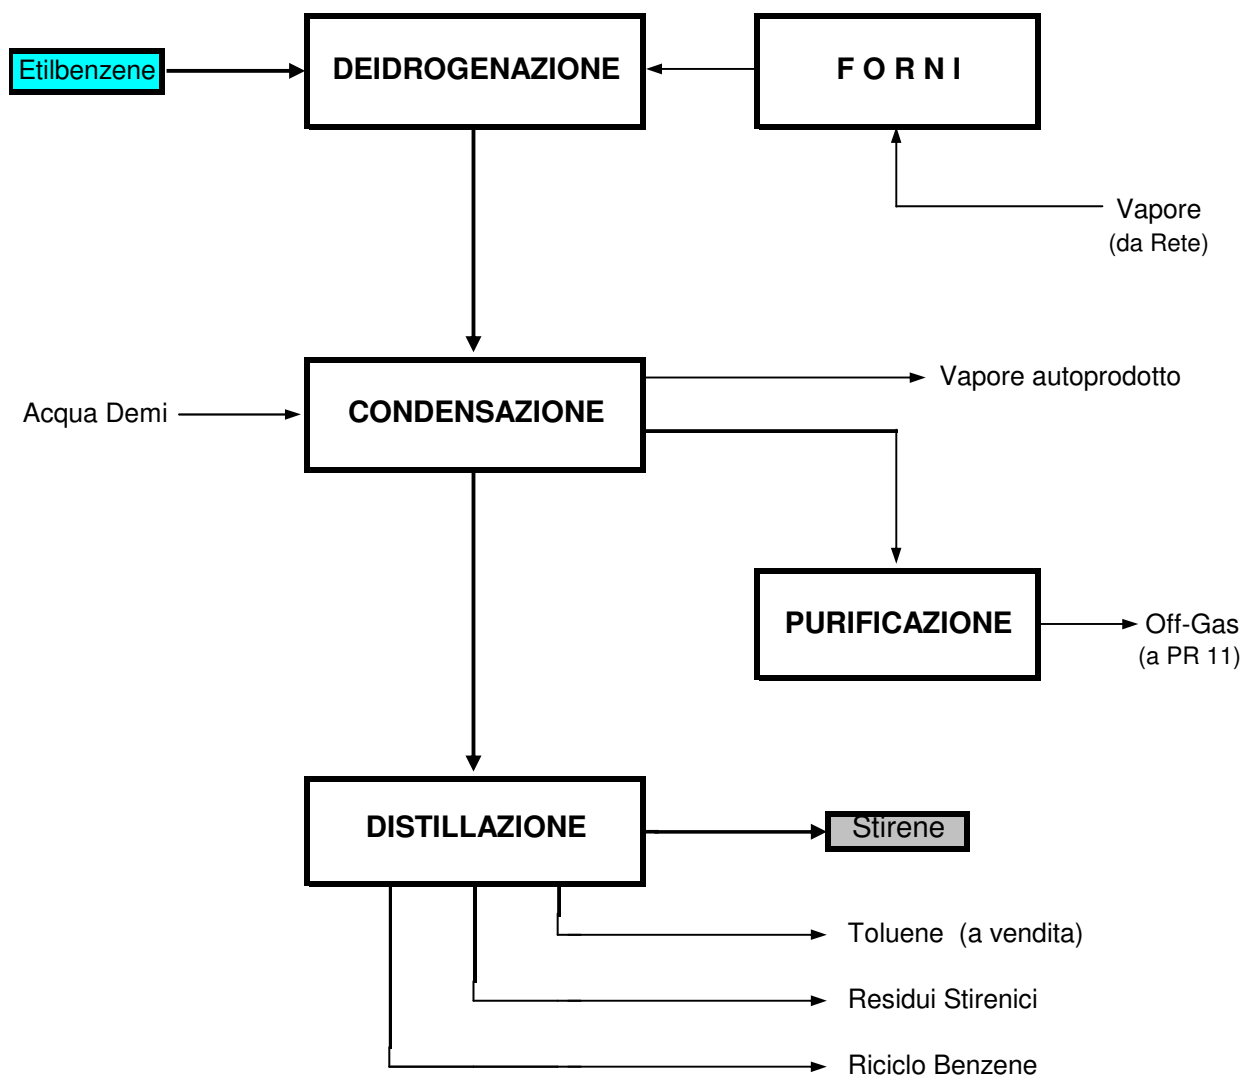 Etilbenzene
DEIDROGENAZIONE
F O R N I
Vapore
(da Rete)
Acqua Demi
CONDENSAZIONE
Vapore autoprodotto
PURIFICAZIONE
Off-Gas
(a PR 11)
DISTILLAZIONE
Stirene
Toluene (a vendita)
Residui Stirenici
Riciclo Benzene